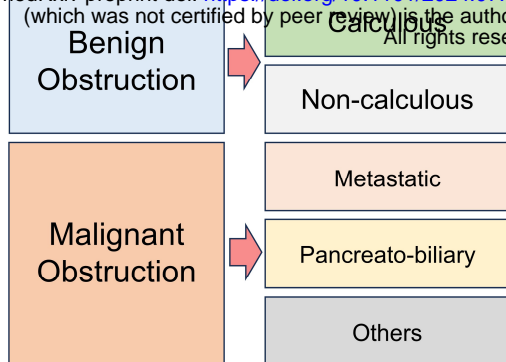 (which was not certified by peer review) is the autho
All rights rese
Benign
Obstruction
Calculous
Non-calculous
Malignant
Obstruction
Metastatic
Pancreato-biliary
Others